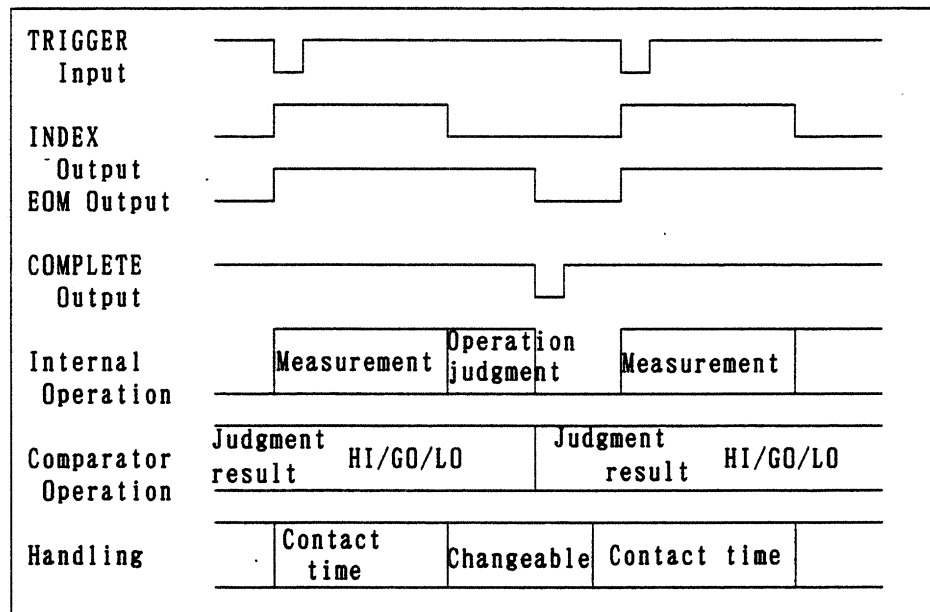 TRIGGER
Input
INDEX
Output
EOM Output
COMPLETE
Output
Internal
Operation
Measurement
Operation
judgment
Measurement
Comparator
Operation
Judgment
result
HI/GO/LO
Judgment
result
HI/GO/LO
Handling
Contact
time
Changeable
Contact time